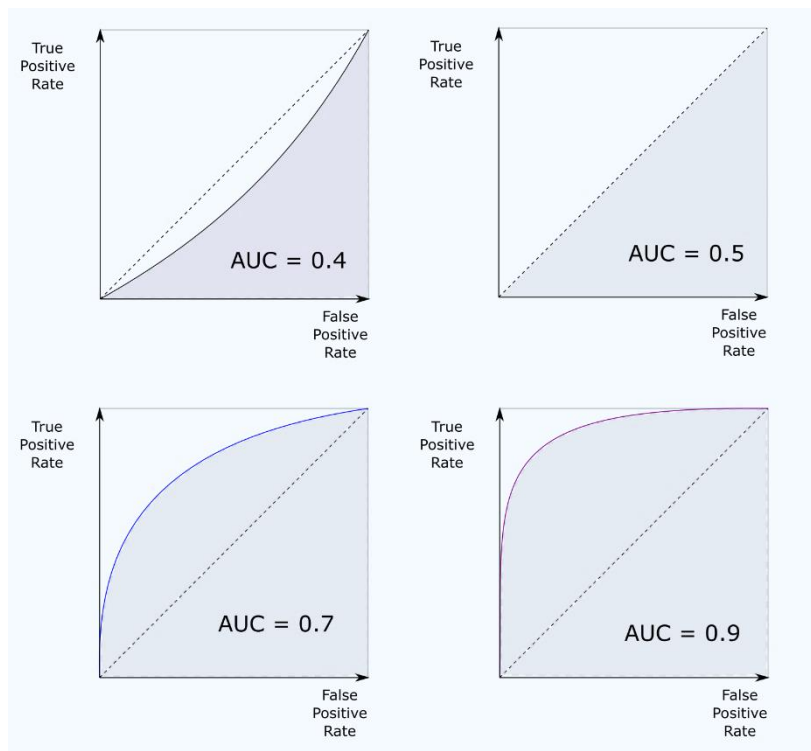 True
Positive
Rate
AUC = 0.4
False
Positive
Rate
True
Positive
Rate
AUC = 0.5
False
Positive
Rate
True
Positive
Rate
AUC = 0.7
False
Positive
Rate
True
Positive
Rate
AUC = 0.9
False
Positive
Rate